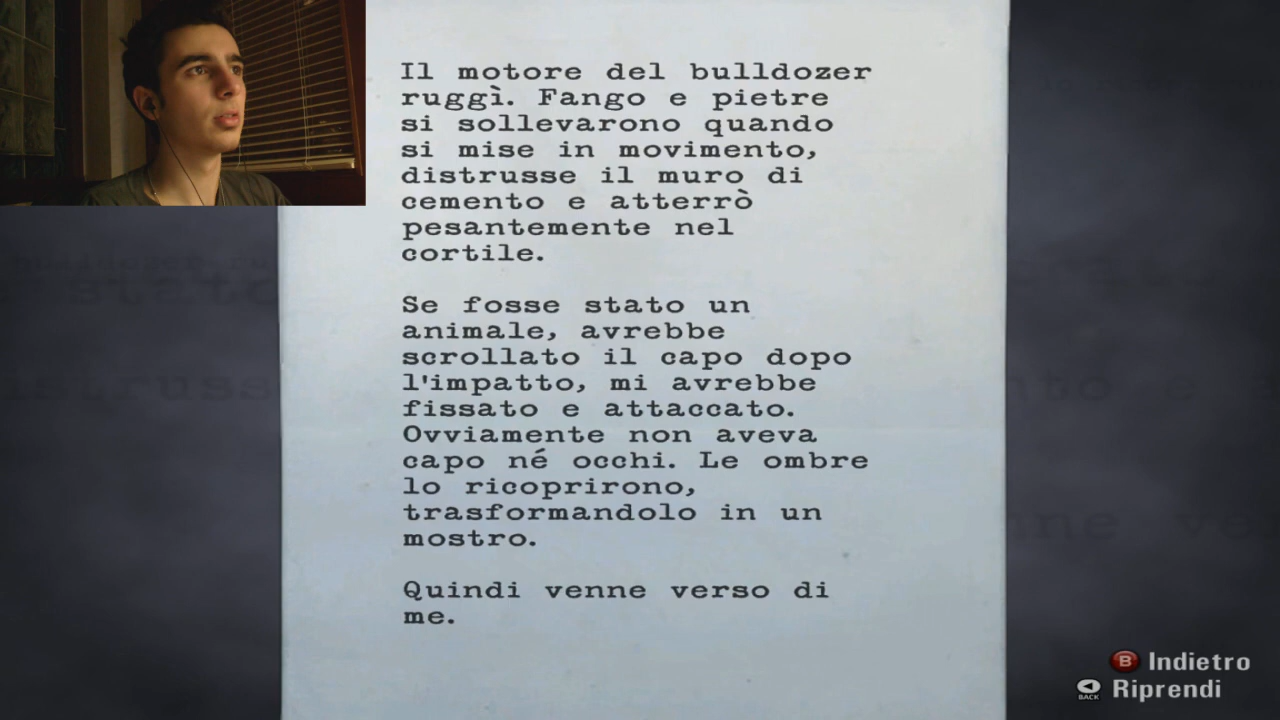 Il motore del bulldozer
ruggì. Fango e pietre
si sollevarono quando
si mise in movimento,
distrusse il muro di
cemento e atterrò
pesantemente nel
cortile.
Se fosse stato un
animale, avrebbe
scrollato il capo dopo
l'impatto, mi avrebbe
fissato e attaccato.
Ovviamente non aveva
capo né occhi. Le ombre
lo ricoprirono,
trasformandolo in un
mostro.
Quindi venne verso di
me.
B Indietro
BACK Riprendi